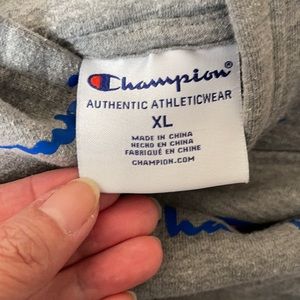 Champion
AUTHENTIC ATHLETICWEAR
XL
MADE IN CHINA
HECHO EN CHINA
FABRIQUÉ EN CHINE
CHAMPION.COM